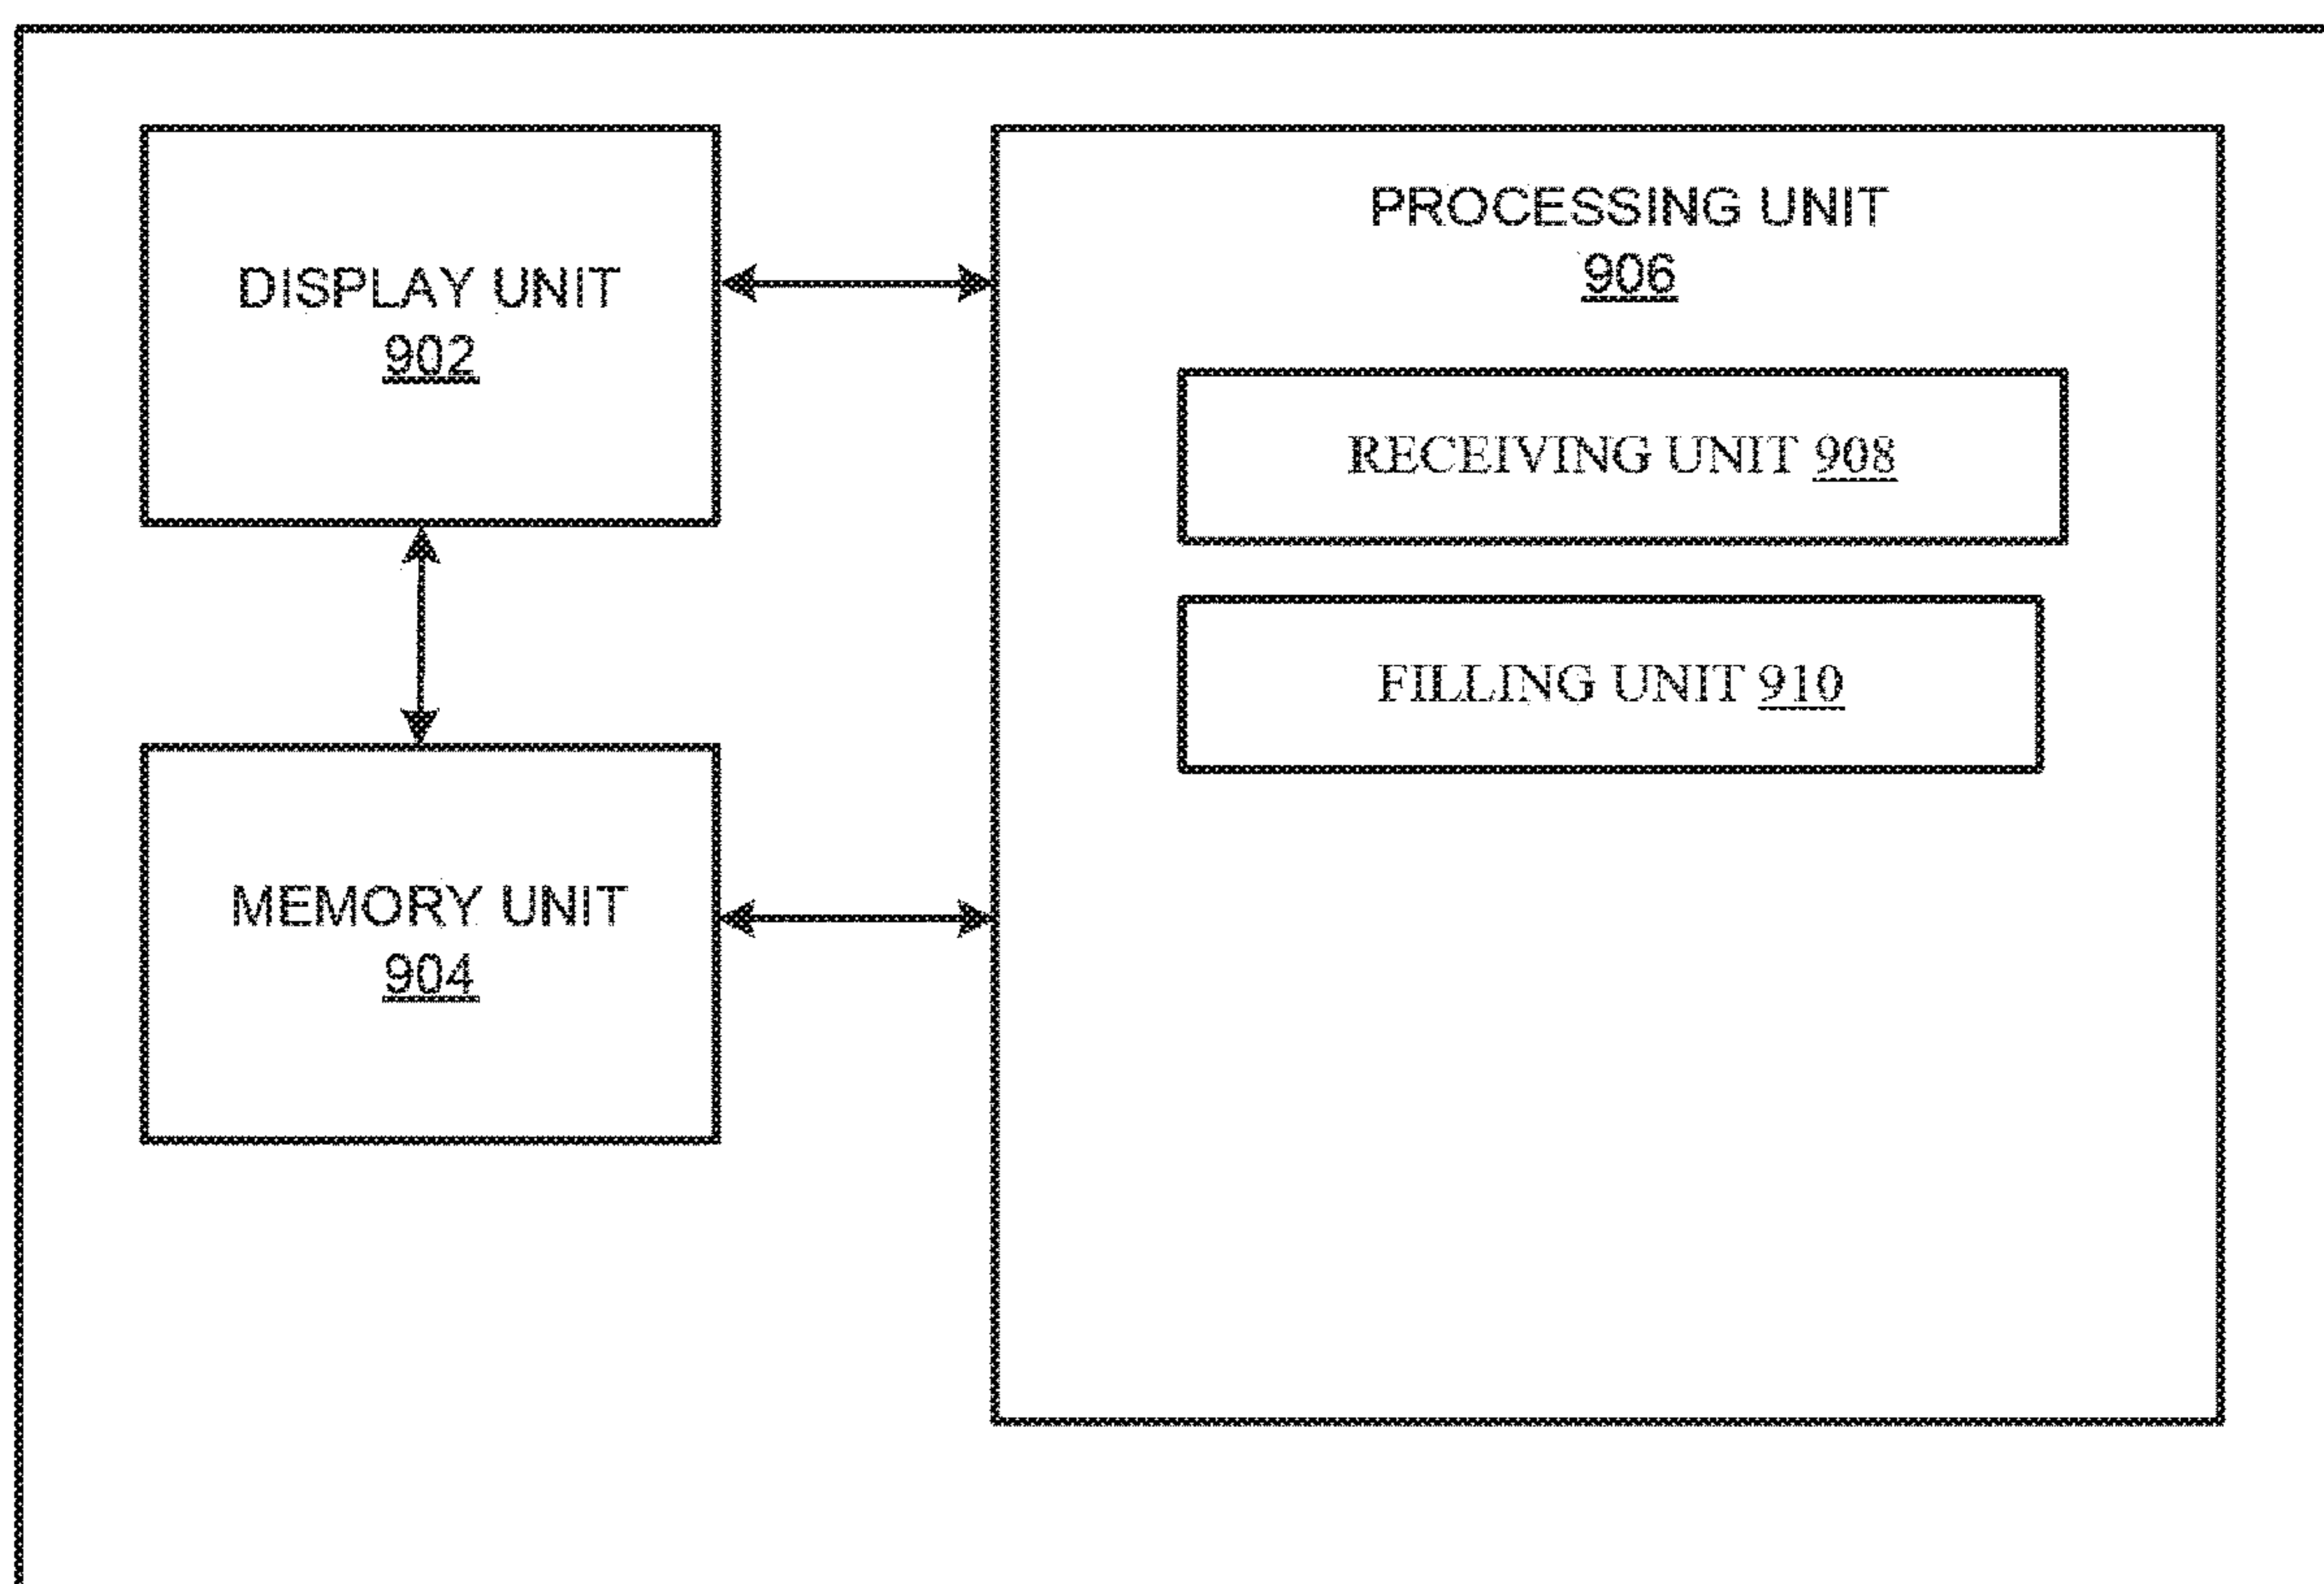 DISPLAY UNIT
902
PROCESSING UNIT
906
RECEIVING UNIT 908
FILLING UNIT 910
MEMORY UNIT
904